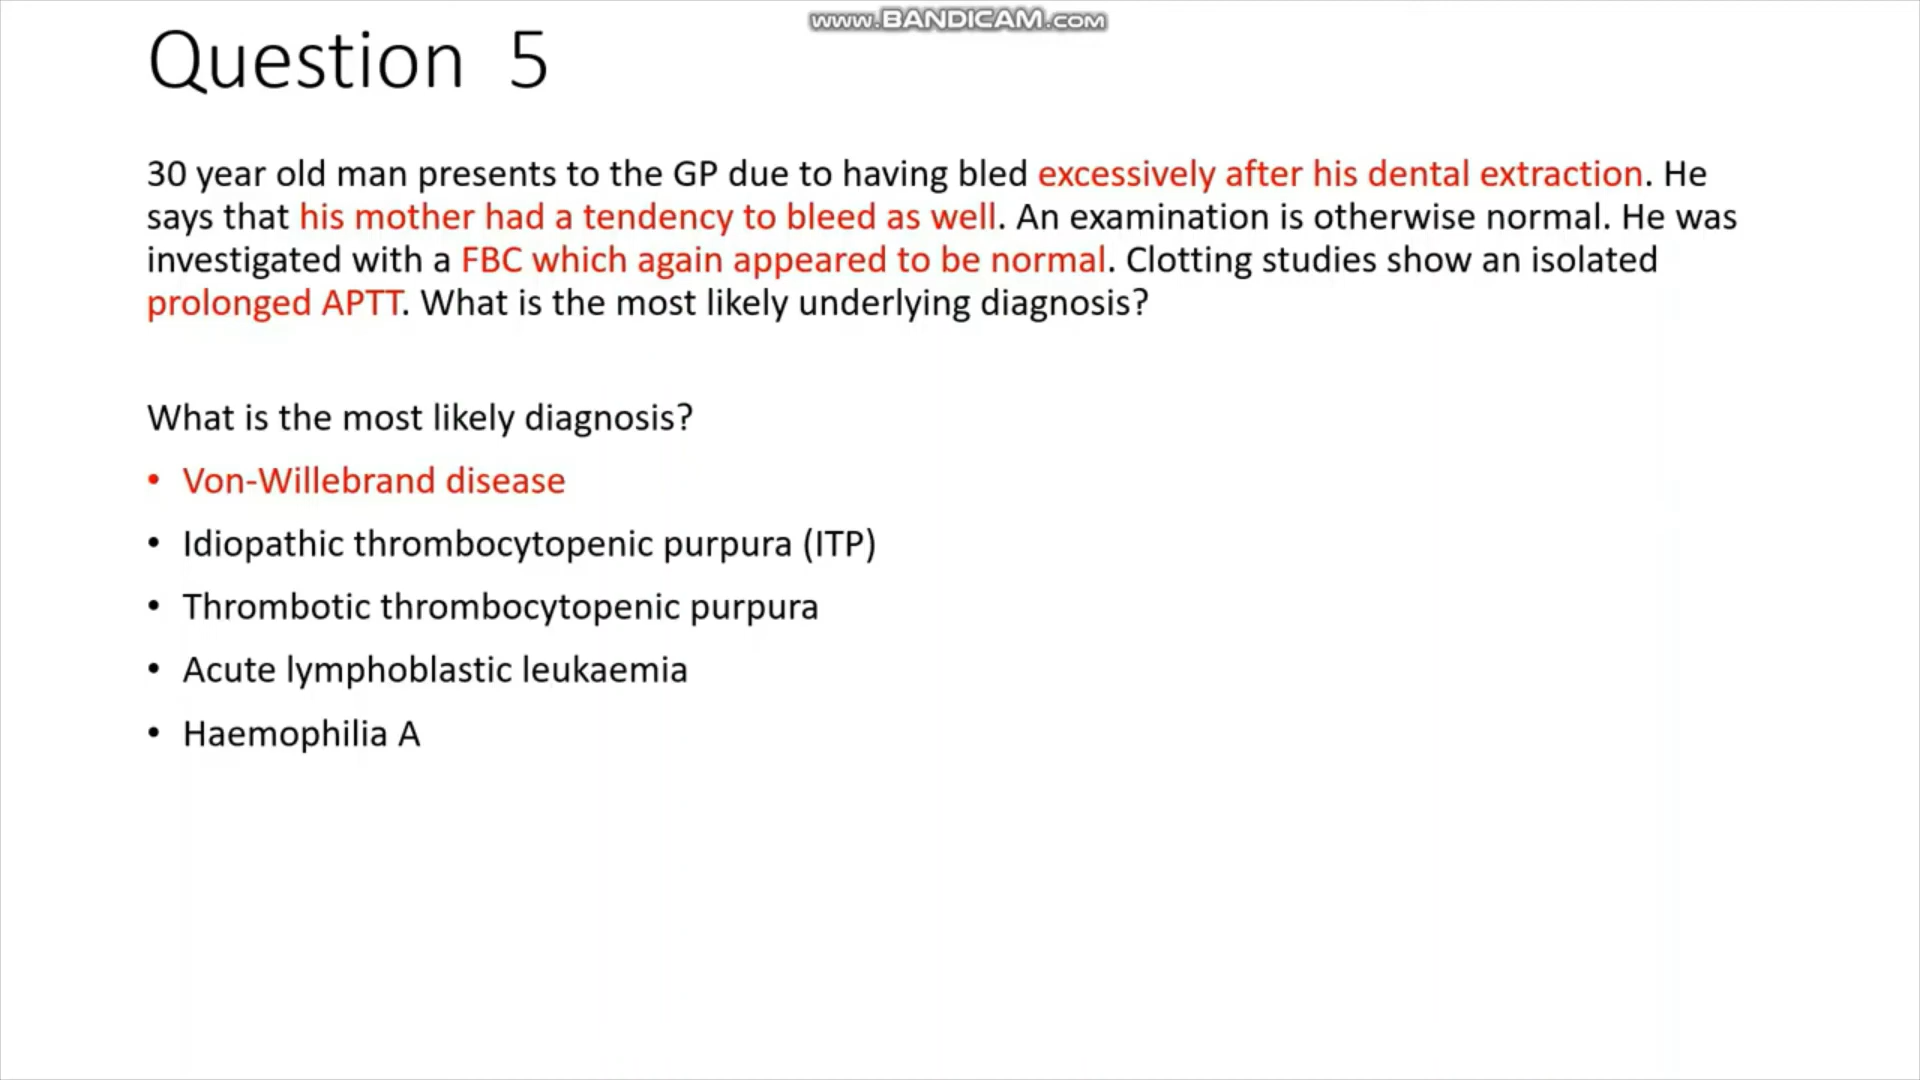 www.BANDICAM.com
Question 5
30 year old man presents to the GP due to having bled excessively after his dental extraction. He
says that his mother had a tendency to bleed as well. An examination is otherwise normal. He was
investigated with a FBC which again appeared to be normal. Clotting studies show an isolated
prolonged APTT. What is the most likely underlying diagnosis?
What is the most likely diagnosis?
• Von-Willebrand disease
• Idiopathic thrombocytopenic purpura (ITP)
• Thrombotic thrombocytopenic purpura
• Acute lymphoblastic leukaemia
• Haemophilia A